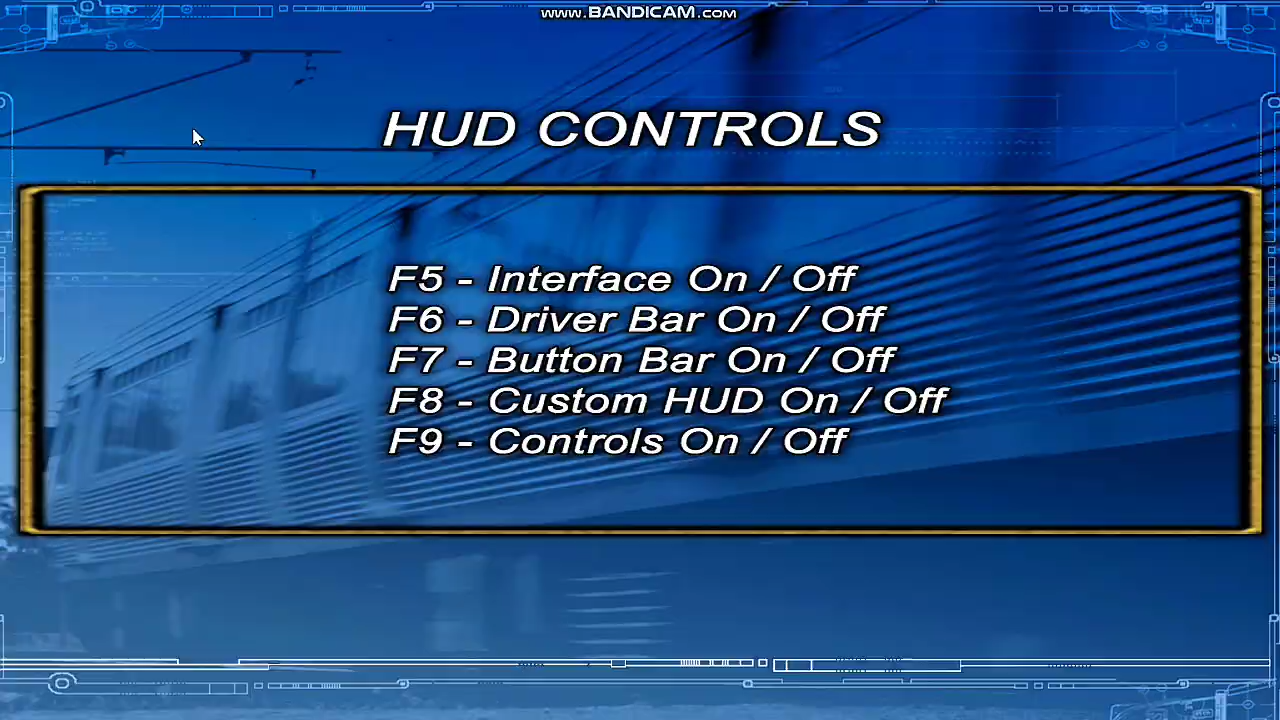 www.BANDICAM.com
HUD CONTROLS
F5 - Interface On / Off
F6 - Driver Bar On / Off
F7 - Button Bar On / Off
F8 - Custom HUD On / Off
F9 - Controls On / Off